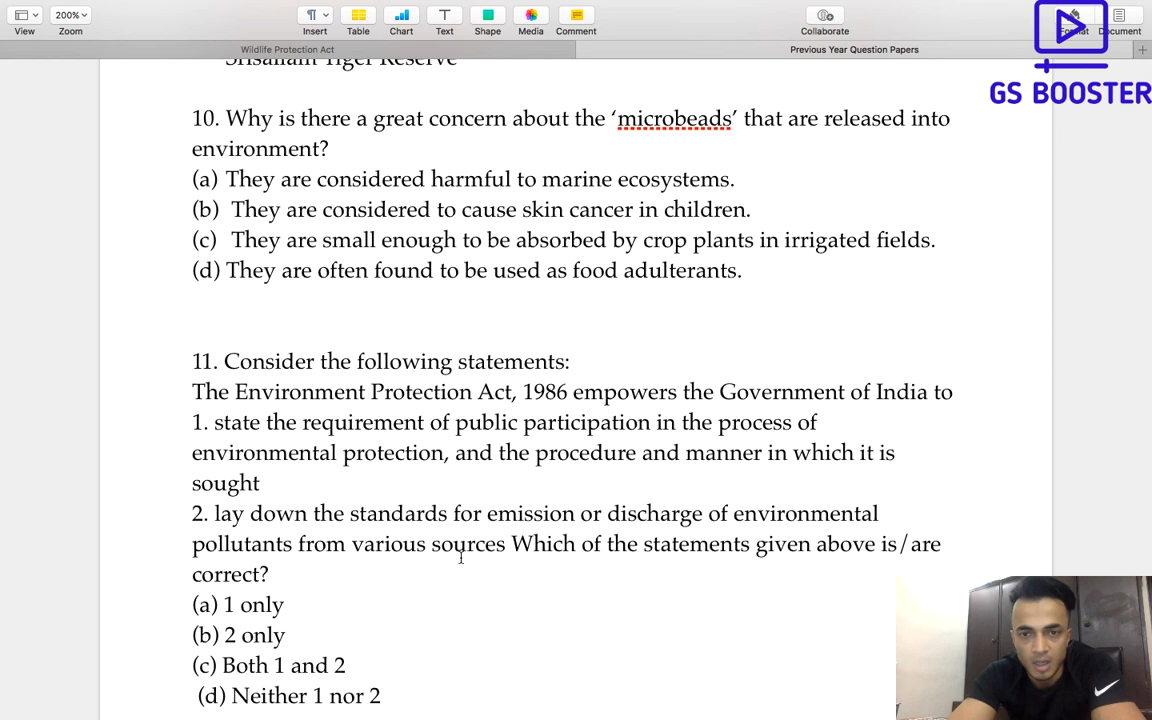 200%
View
Zoom
Insert
Table
Chart
Text
Shape
Media
Comment
Collaborate
Format
Document
Wildlife Protection Act
Previous Year Question Papers
GS BOOSTER
Srisailam Tiger Reserve
10. Why is there a great concern about the ‘microbeads’ that are released into
environment?
(a) They are considered harmful to marine ecosystems.
(b) They are considered to cause skin cancer in children.
(c) They are small enough to be absorbed by crop plants in irrigated fields.
(d) They are often found to be used as food adulterants.
11. Consider the following statements:
The Environment Protection Act, 1986 empowers the Government of India to
1. state the requirement of public participation in the process of
environmental protection, and the procedure and manner in which it is
sought
2. lay down the standards for emission or discharge of environmental
pollutants from various sources Which of the statements given above is/are
correct?
(a) 1 only
(b) 2 only
(c) Both 1 and 2
(d) Neither 1 nor 2